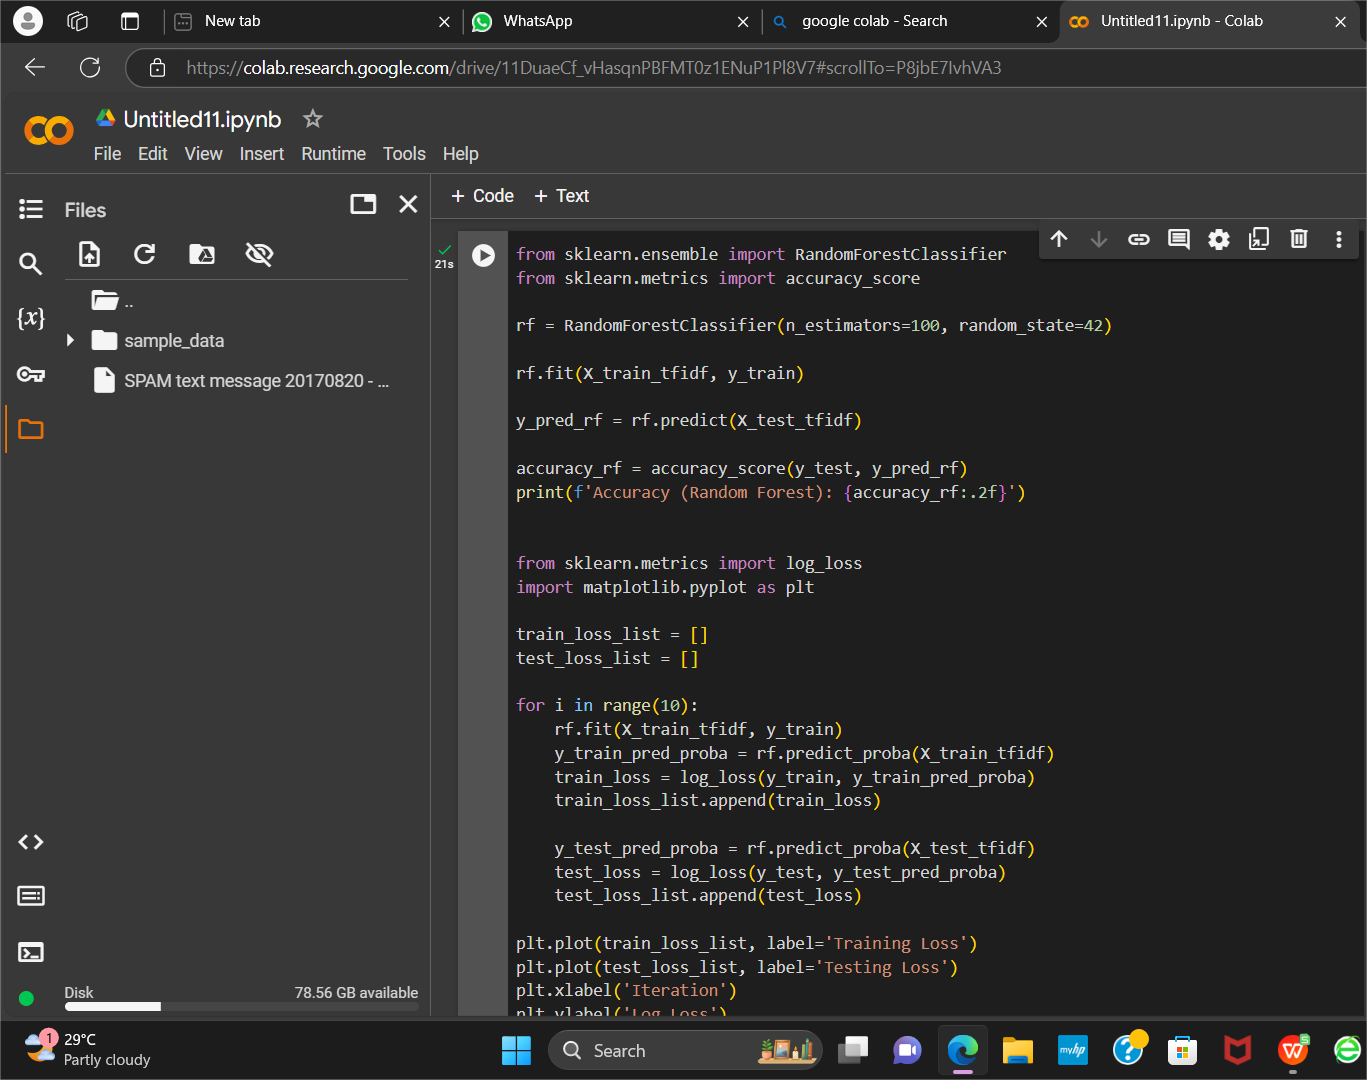 New tab
WhatsApp
google colab - Search
Untitled11.ipynb - Colab
https://colab.research.google.com/drive/11DuaeCf_vHasqnPBFMT0z1ENuP1Pl8V7#scrollTo=P8jbE7IvhVA3
Untitled11.ipynb
File Edit View Insert Runtime Tools Help
Files
+ Code + Text
..
sample_data
SPAM text message 20170820 - ...
{x}
21s
from sklearn.ensemble import RandomForestClassifier
from sklearn.metrics import accuracy_score
rf = RandomForestClassifier(n_estimators=100, random_state=42)
rf.fit(X_train_tfidf, y_train)
y_pred_rf = rf.predict(X_test_tfidf)
accuracy_rf = accuracy_score(y_test, y_pred_rf)
print(f'Accuracy (Random Forest): {accuracy_rf:.2f}')
from sklearn.metrics import log_loss
import matplotlib.pyplot as plt
train_loss_list = []
test_loss_list = []
for i in range(10):
    rf.fit(X_train_tfidf, y_train)
    y_train_pred_proba = rf.predict_proba(X_train_tfidf)
    train_loss = log_loss(y_train, y_train_pred_proba)
    train_loss_list.append(train_loss)
    y_test_pred_proba = rf.predict_proba(X_test_tfidf)
    test_loss = log_loss(y_test, y_test_pred_proba)
    test_loss_list.append(test_loss)
plt.plot(train_loss_list, label='Training Loss')
plt.plot(test_loss_list, label='Testing Loss')
plt.xlabel('Iteration')
plt.ylabel('Log Loss')
Disk 78.56 GB available
1
29°C
Partly cloudy
Search
myhp
?
W
S